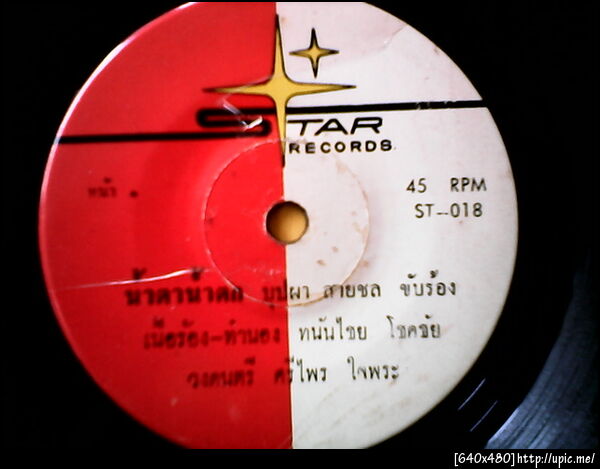 STAR
RECORDS
หน้า
45 RPM
ST-018
น้ำตาน้ำตก บุปผา สายชล ขับร้อง
เนื้อร้อง-ทำนอง ทนันไชย โชคชัย
วงดนตรี ศรีไพร ใจพระ
[640x480]http://upic.me/